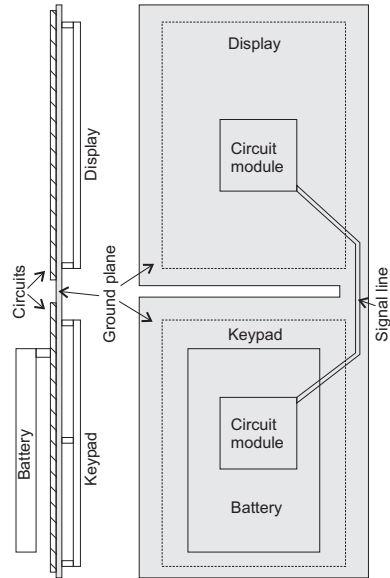 Display
Circuit
module
Display
Circuits
Ground plane
Signal line
Keypad
Battery
Keypad
Circuit
module
Battery